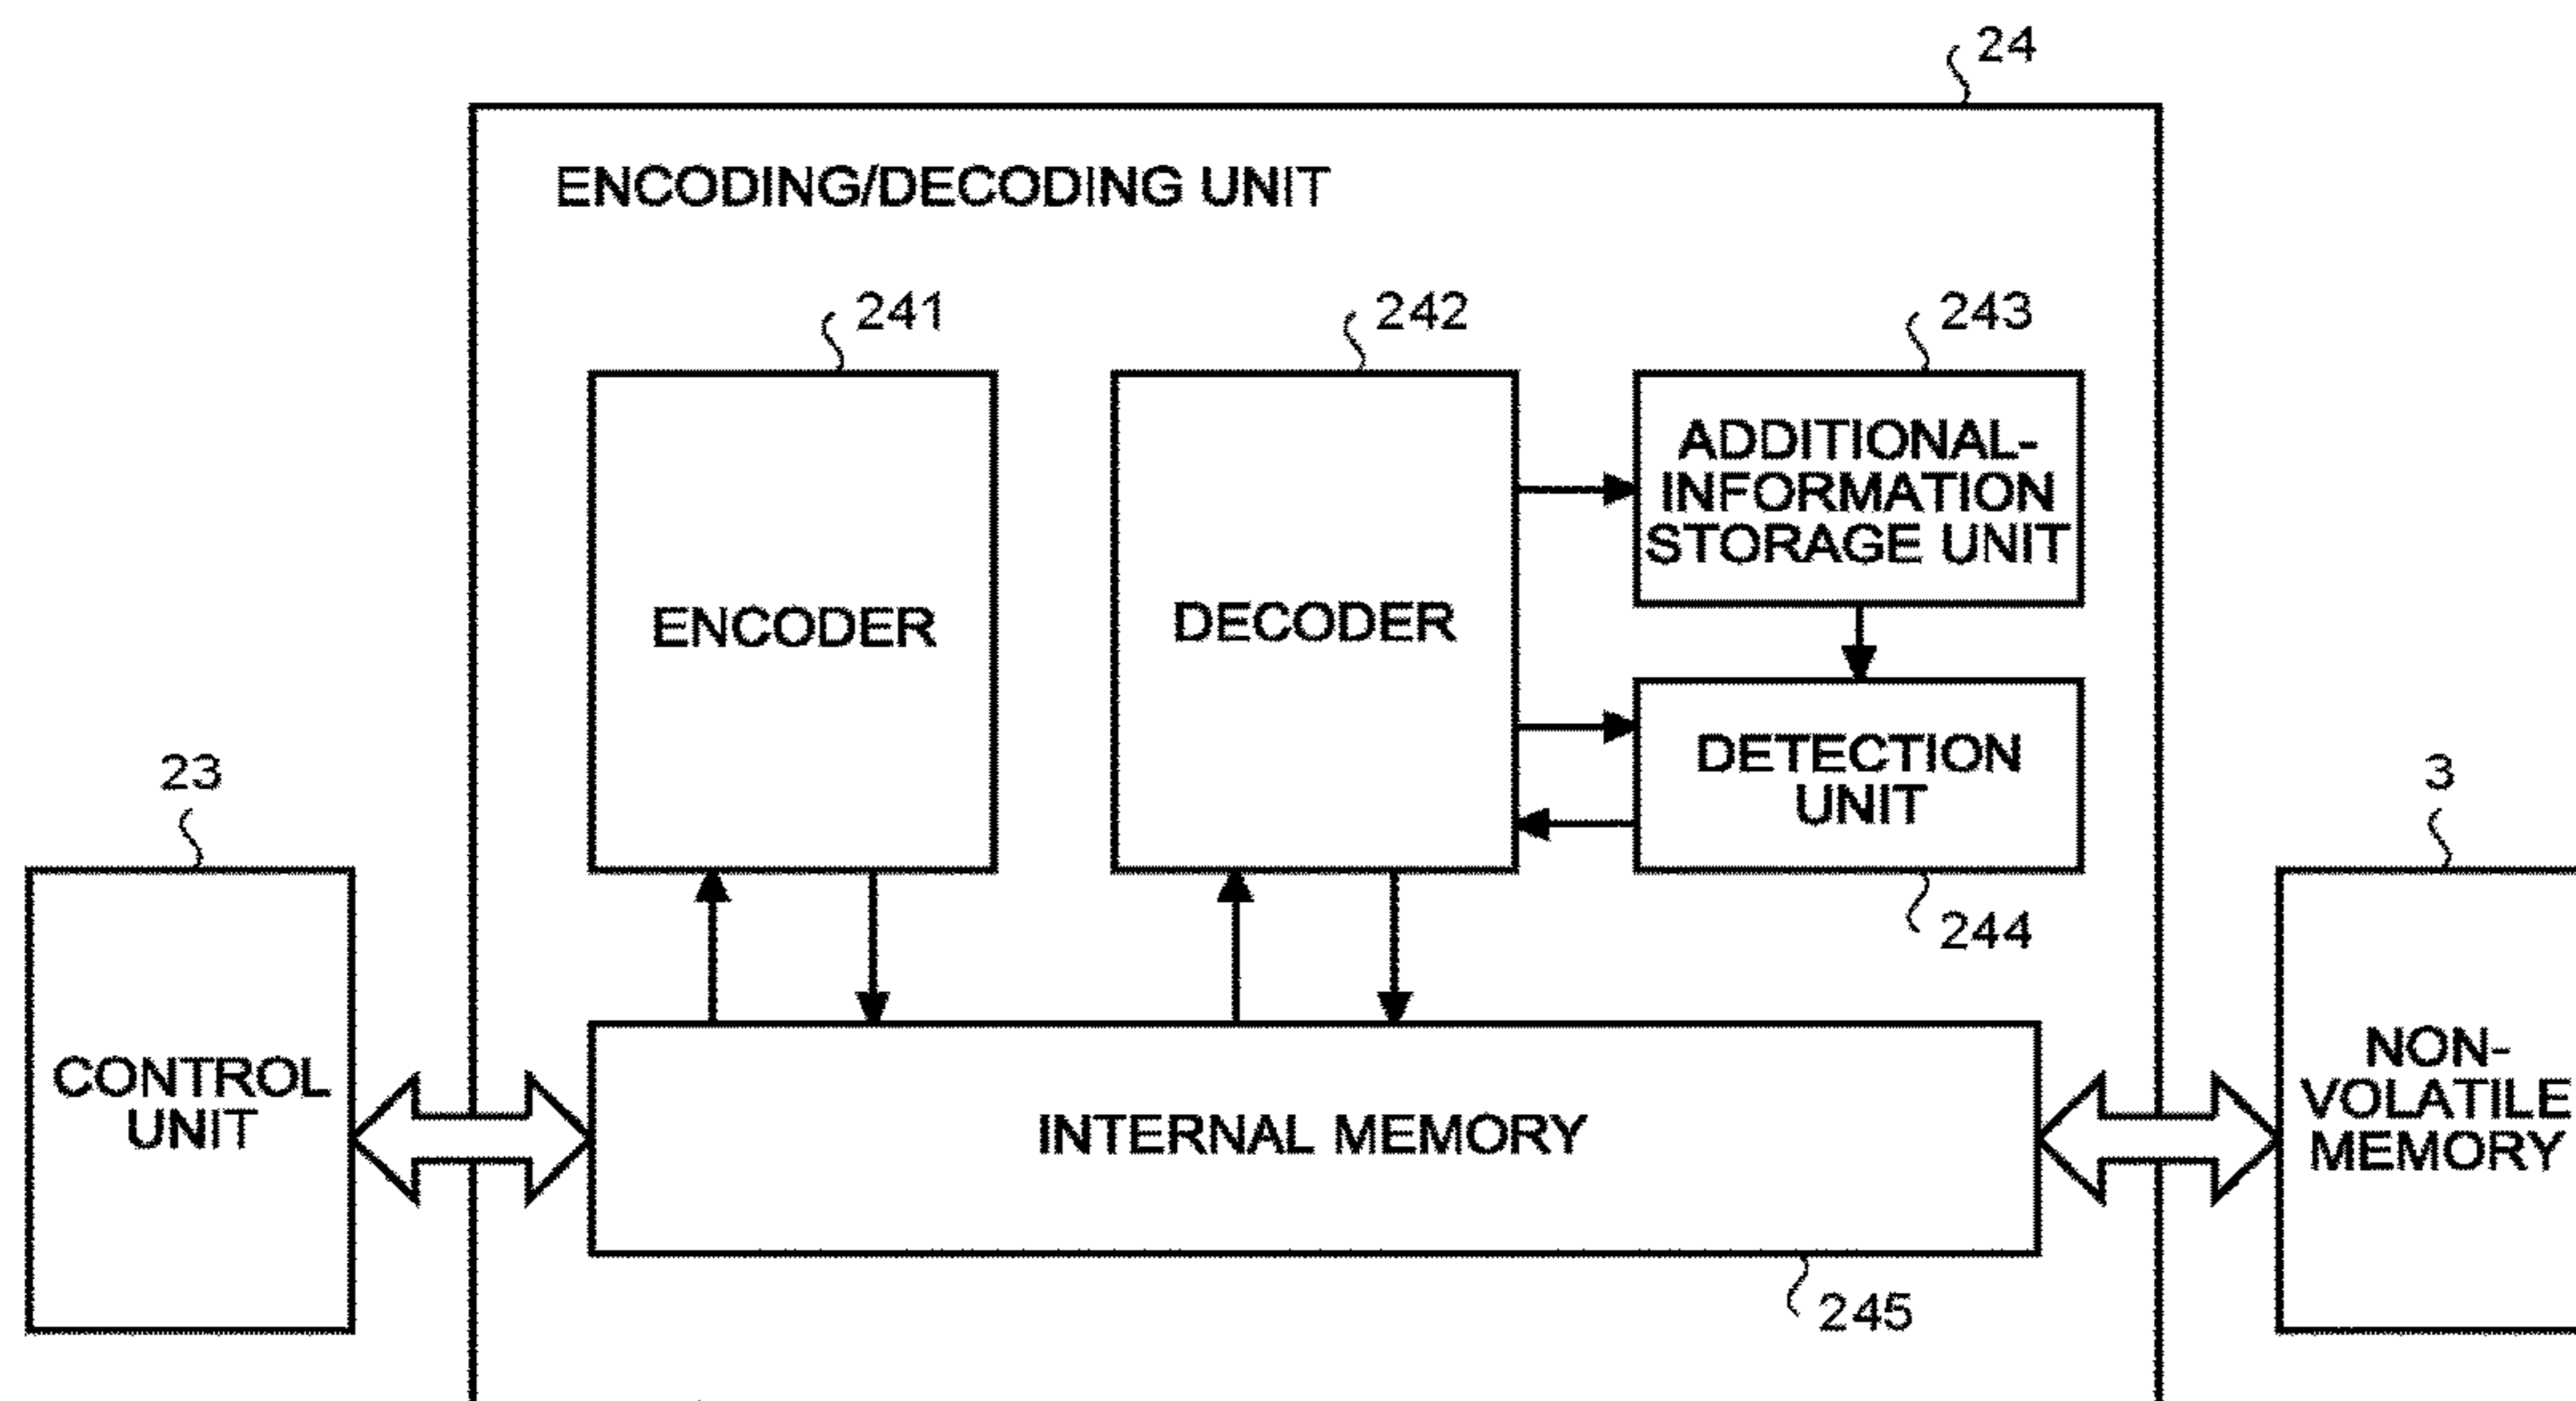 24
ENCODING/DECODING UNIT
241
242
243
ENCODER
DECODER
ADDITIONAL-
INFORMATION
STORAGE UNIT
DETECTION
UNIT
244
23
3
CONTROL
UNIT
INTERNAL MEMORY
NON-
VOLATILE
MEMORY
245